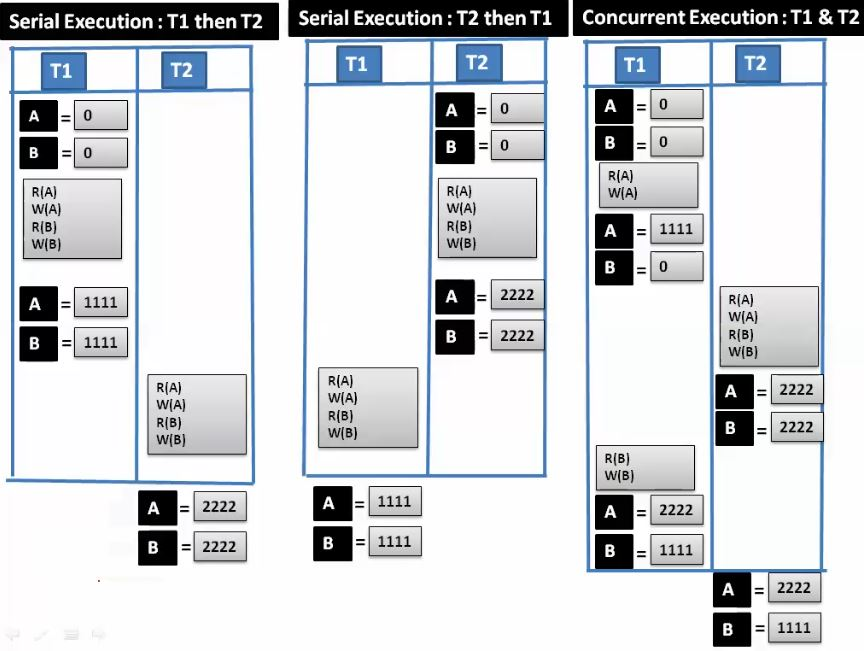 Serial Execution : T1 then T2
T1 T2
A = 0
B = 0
R(A)
W(A)
R(B)
W(B)
A = 1111
B = 1111
R(A)
W(A)
R(B)
W(B)
A = 2222
B = 2222
Serial Execution : T2 then T1
T1 T2
A = 0
B = 0
R(A)
W(A)
R(B)
W(B)
A = 2222
B = 2222
R(A)
W(A)
R(B)
W(B)
A = 1111
B = 1111
Concurrent Execution : T1 & T2
T1 T2
A = 0
B = 0
R(A)
W(A)
A = 1111
B = 0
R(A)
W(A)
R(B)
W(B)
A = 2222
B = 2222
R(B)
W(B)
A = 2222
B = 1111
A = 2222
B = 1111